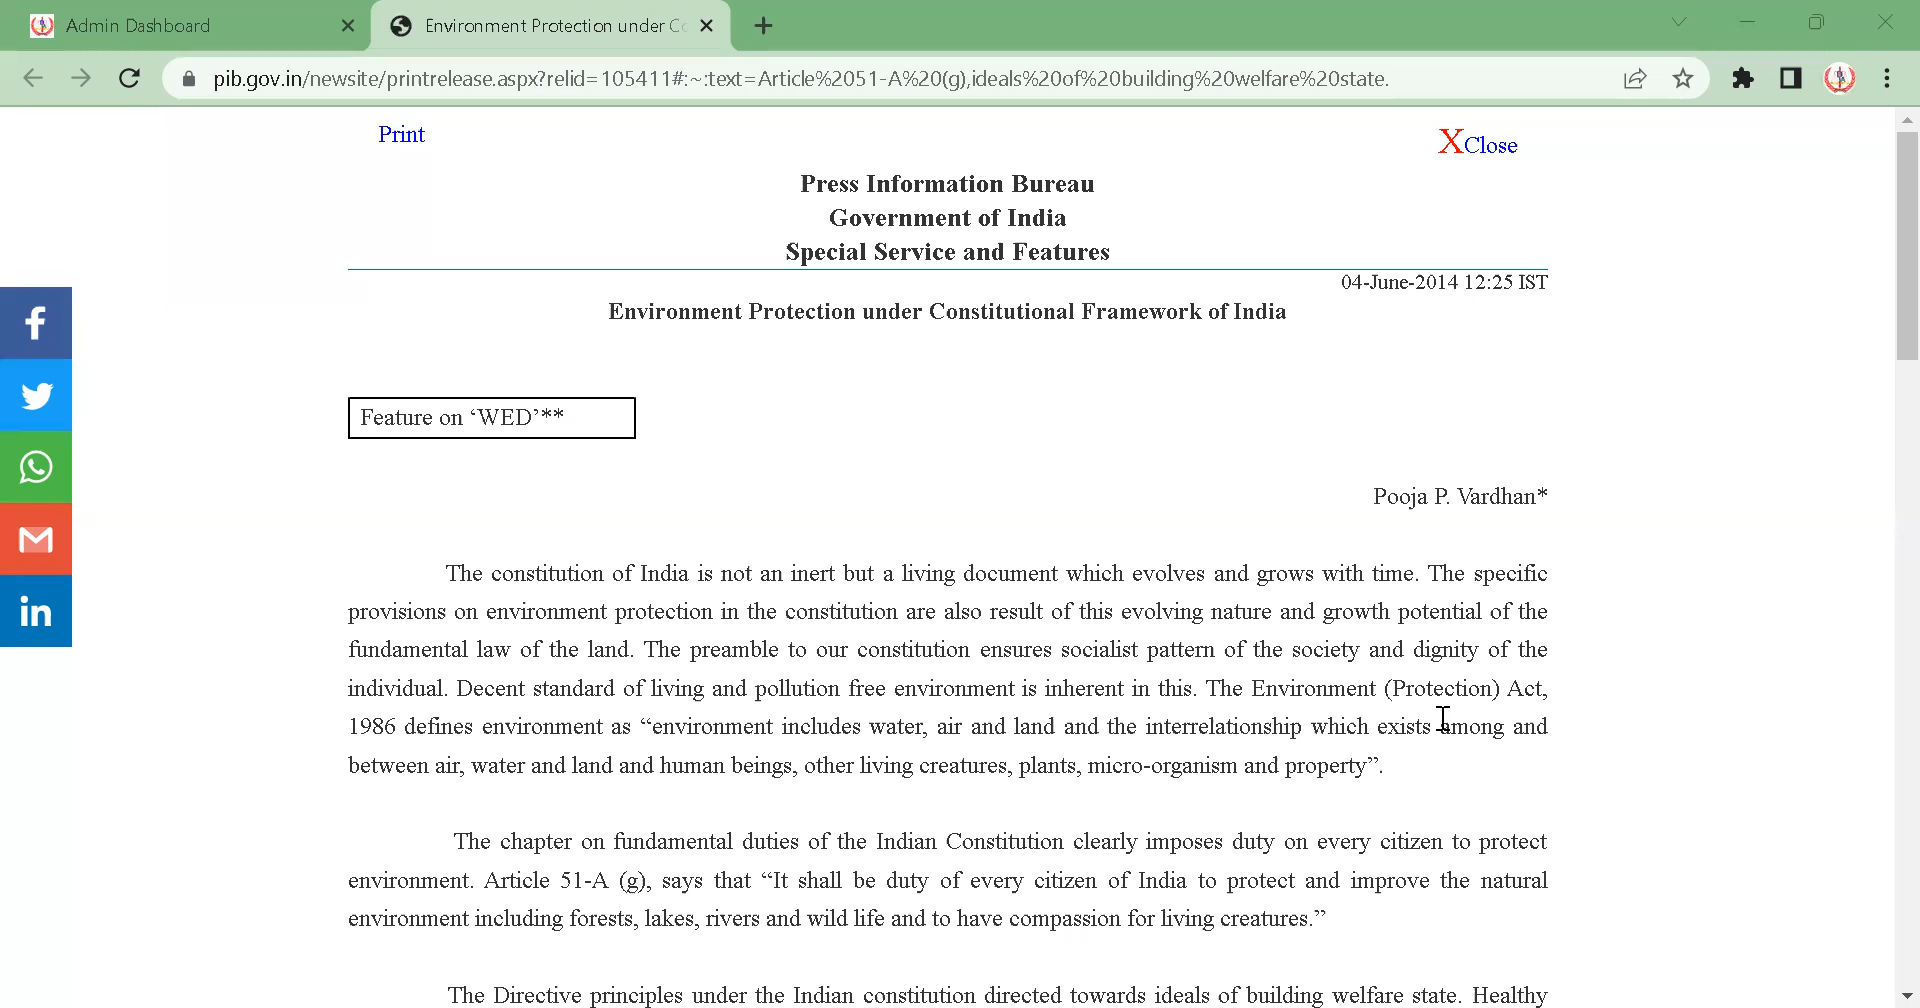 Admin Dashboard
Environment Protection under Co
pib.gov.in/newsite/printrelease.aspx?relid=105411#:~:text=Article%2051-A%20(g),ideals%20of%20building%20welfare%20state.
Print
XClose
Press Information Bureau
Government of India
Special Service and Features
04-June-2014 12:25 IST
Environment Protection under Constitutional Framework of India
Feature on ‘WED’**
Pooja P. Vardhan*
The constitution of India is not an inert but a living document which evolves and grows with time. The specific
provisions on environment protection in the constitution are also result of this evolving nature and growth potential of the
fundamental law of the land. The preamble to our constitution ensures socialist pattern of the society and dignity of the
individual. Decent standard of living and pollution free environment is inherent in this. The Environment (Protection) Act,
1986 defines environment as “environment includes water, air and land and the interrelationship which exists among and
between air, water and land and human beings, other living creatures, plants, micro-organism and property”.
The chapter on fundamental duties of the Indian Constitution clearly imposes duty on every citizen to protect
environment. Article 51-A (g), says that “It shall be duty of every citizen of India to protect and improve the natural
environment including forests, lakes, rivers and wild life and to have compassion for living creatures.”
The Directive principles under the Indian constitution directed towards ideals of building welfare state. Healthy